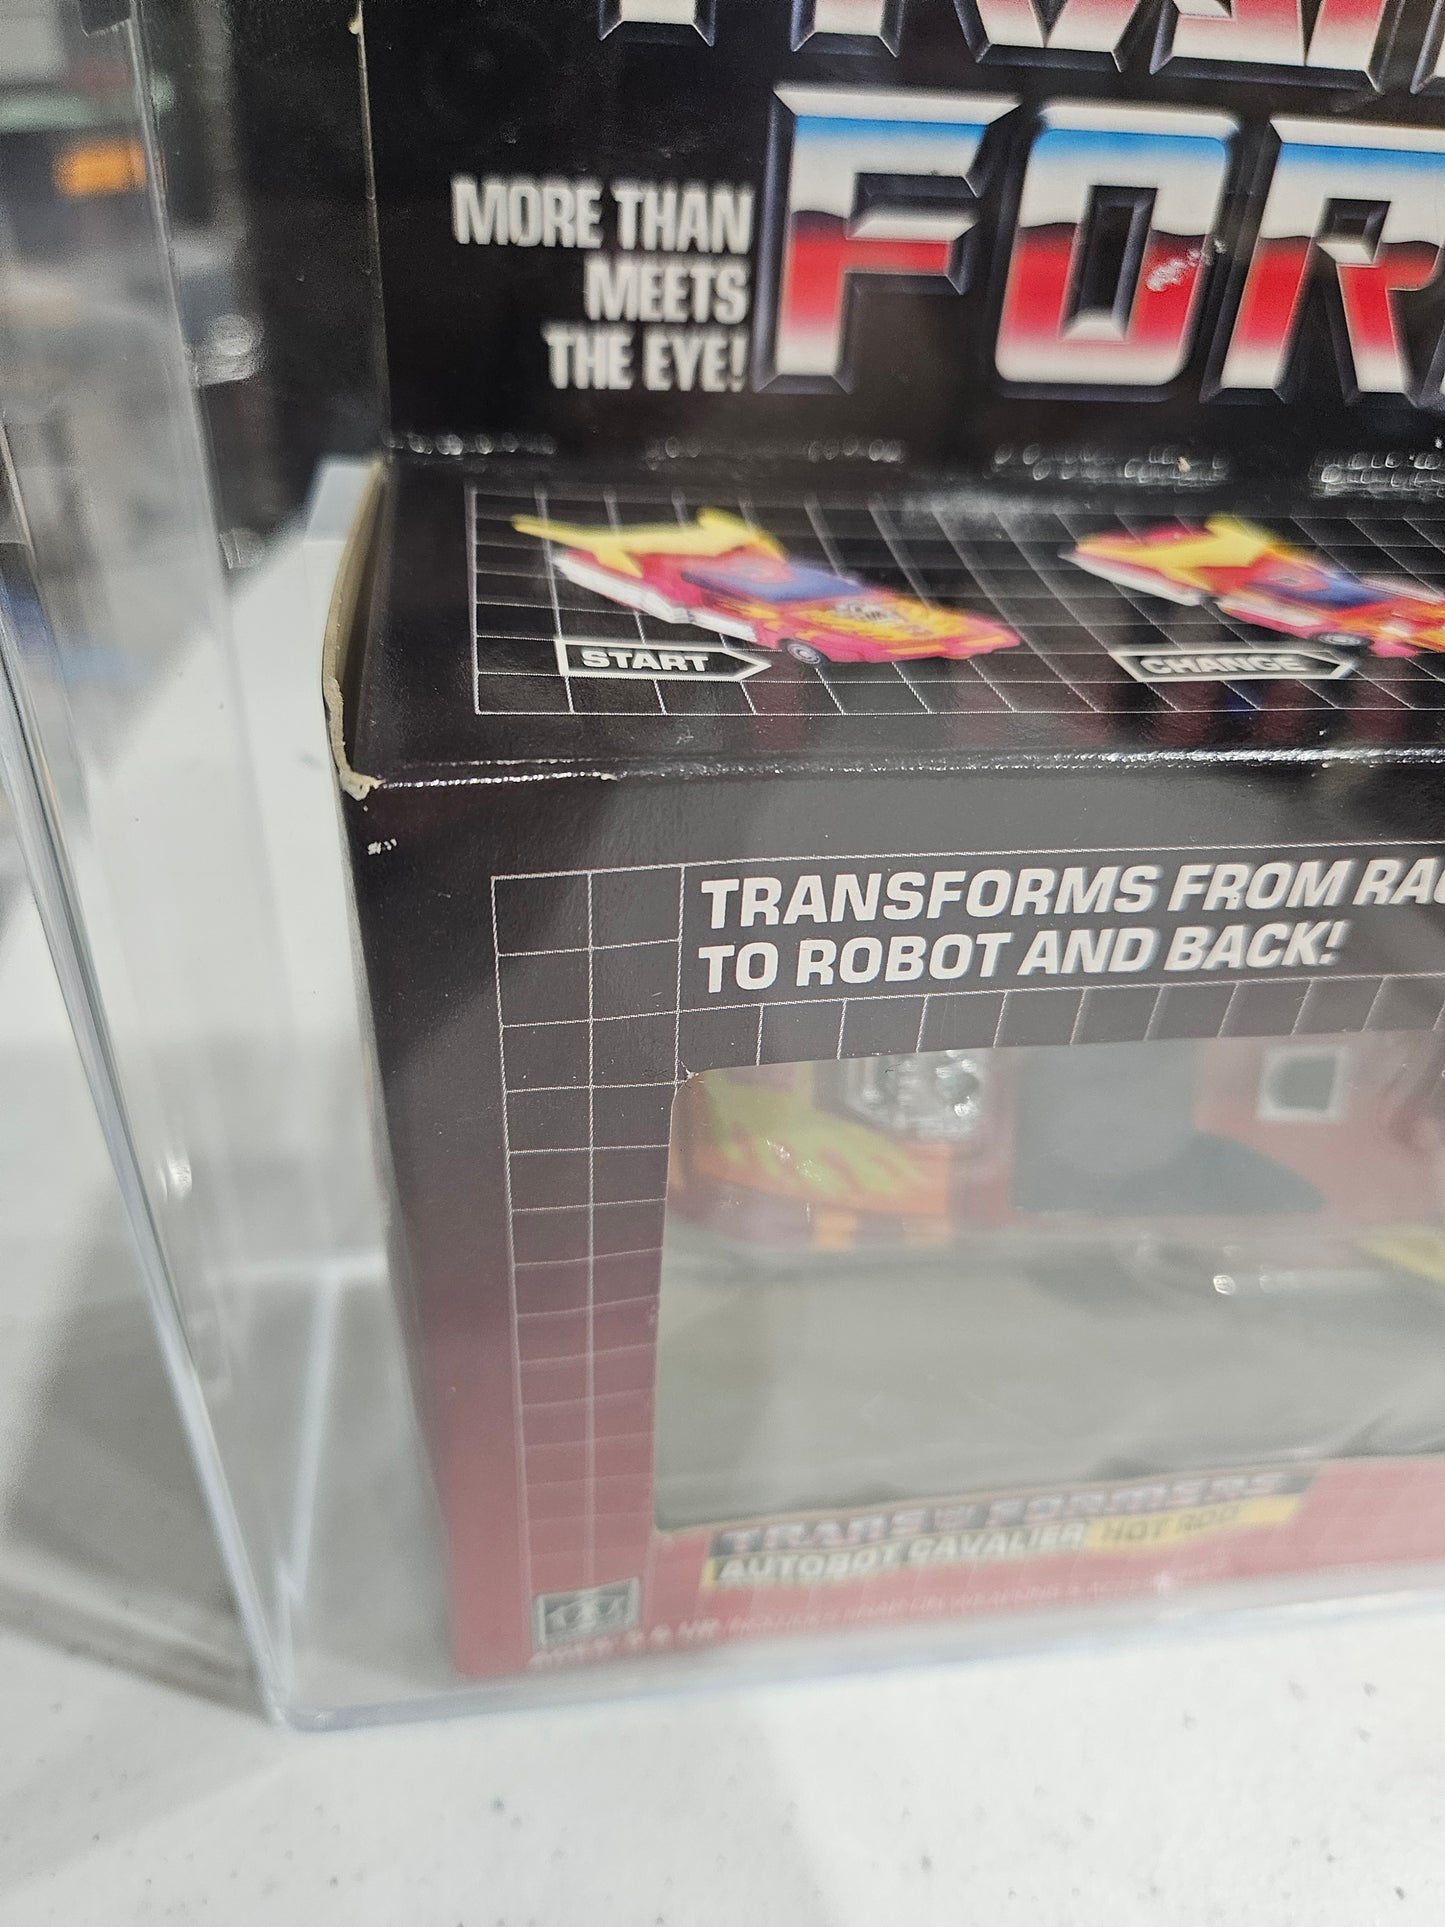 FOR
MORE THAN
MEETS
THE EYE!
START
CHANGE
TRANSFORMS FROM RAC
TO ROBOT AND BACK!
TRANSFORMERS
AUTOBOT CAVALIER HOT ROD